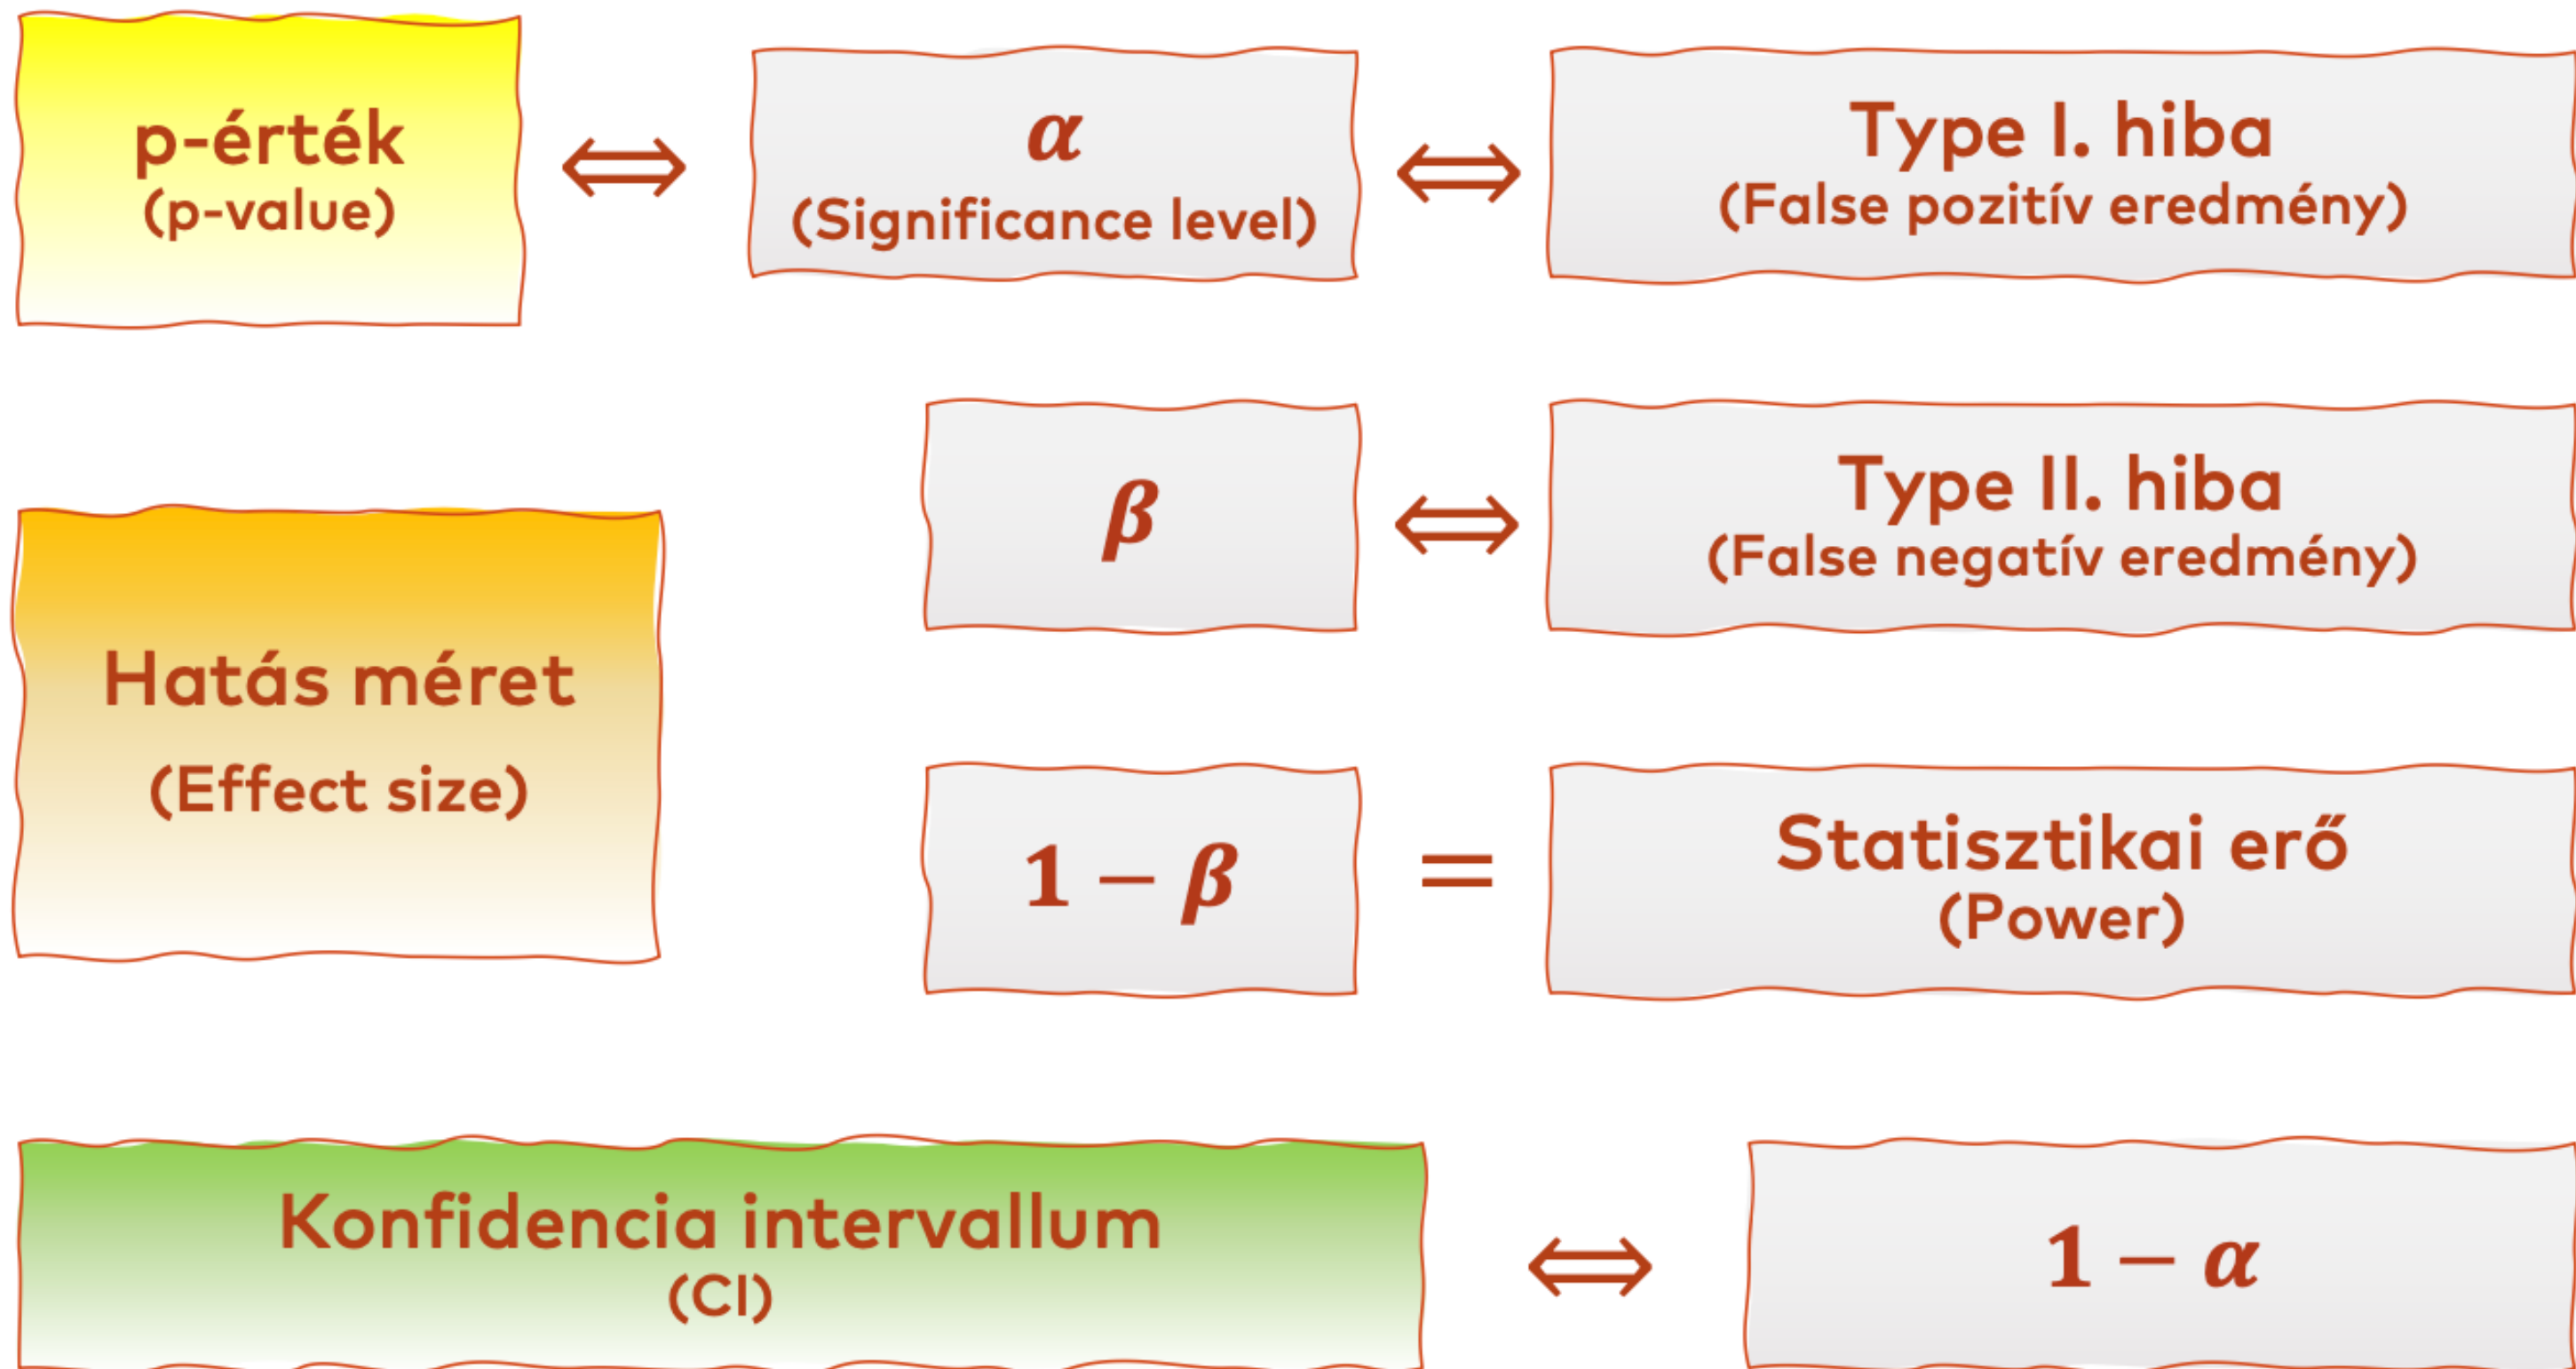 p-érték
(p-value)
⇔
α
(Significance level)
⇔
Type I. hiba
(False pozitív eredmény)
β
⇔
Type II. hiba
(False negatív eredmény)
Hatás méret
(Effect size)
1 − β
=
Statisztikai erő
(Power)
Konfidencia intervallum
(CI)
⇔
1 − α